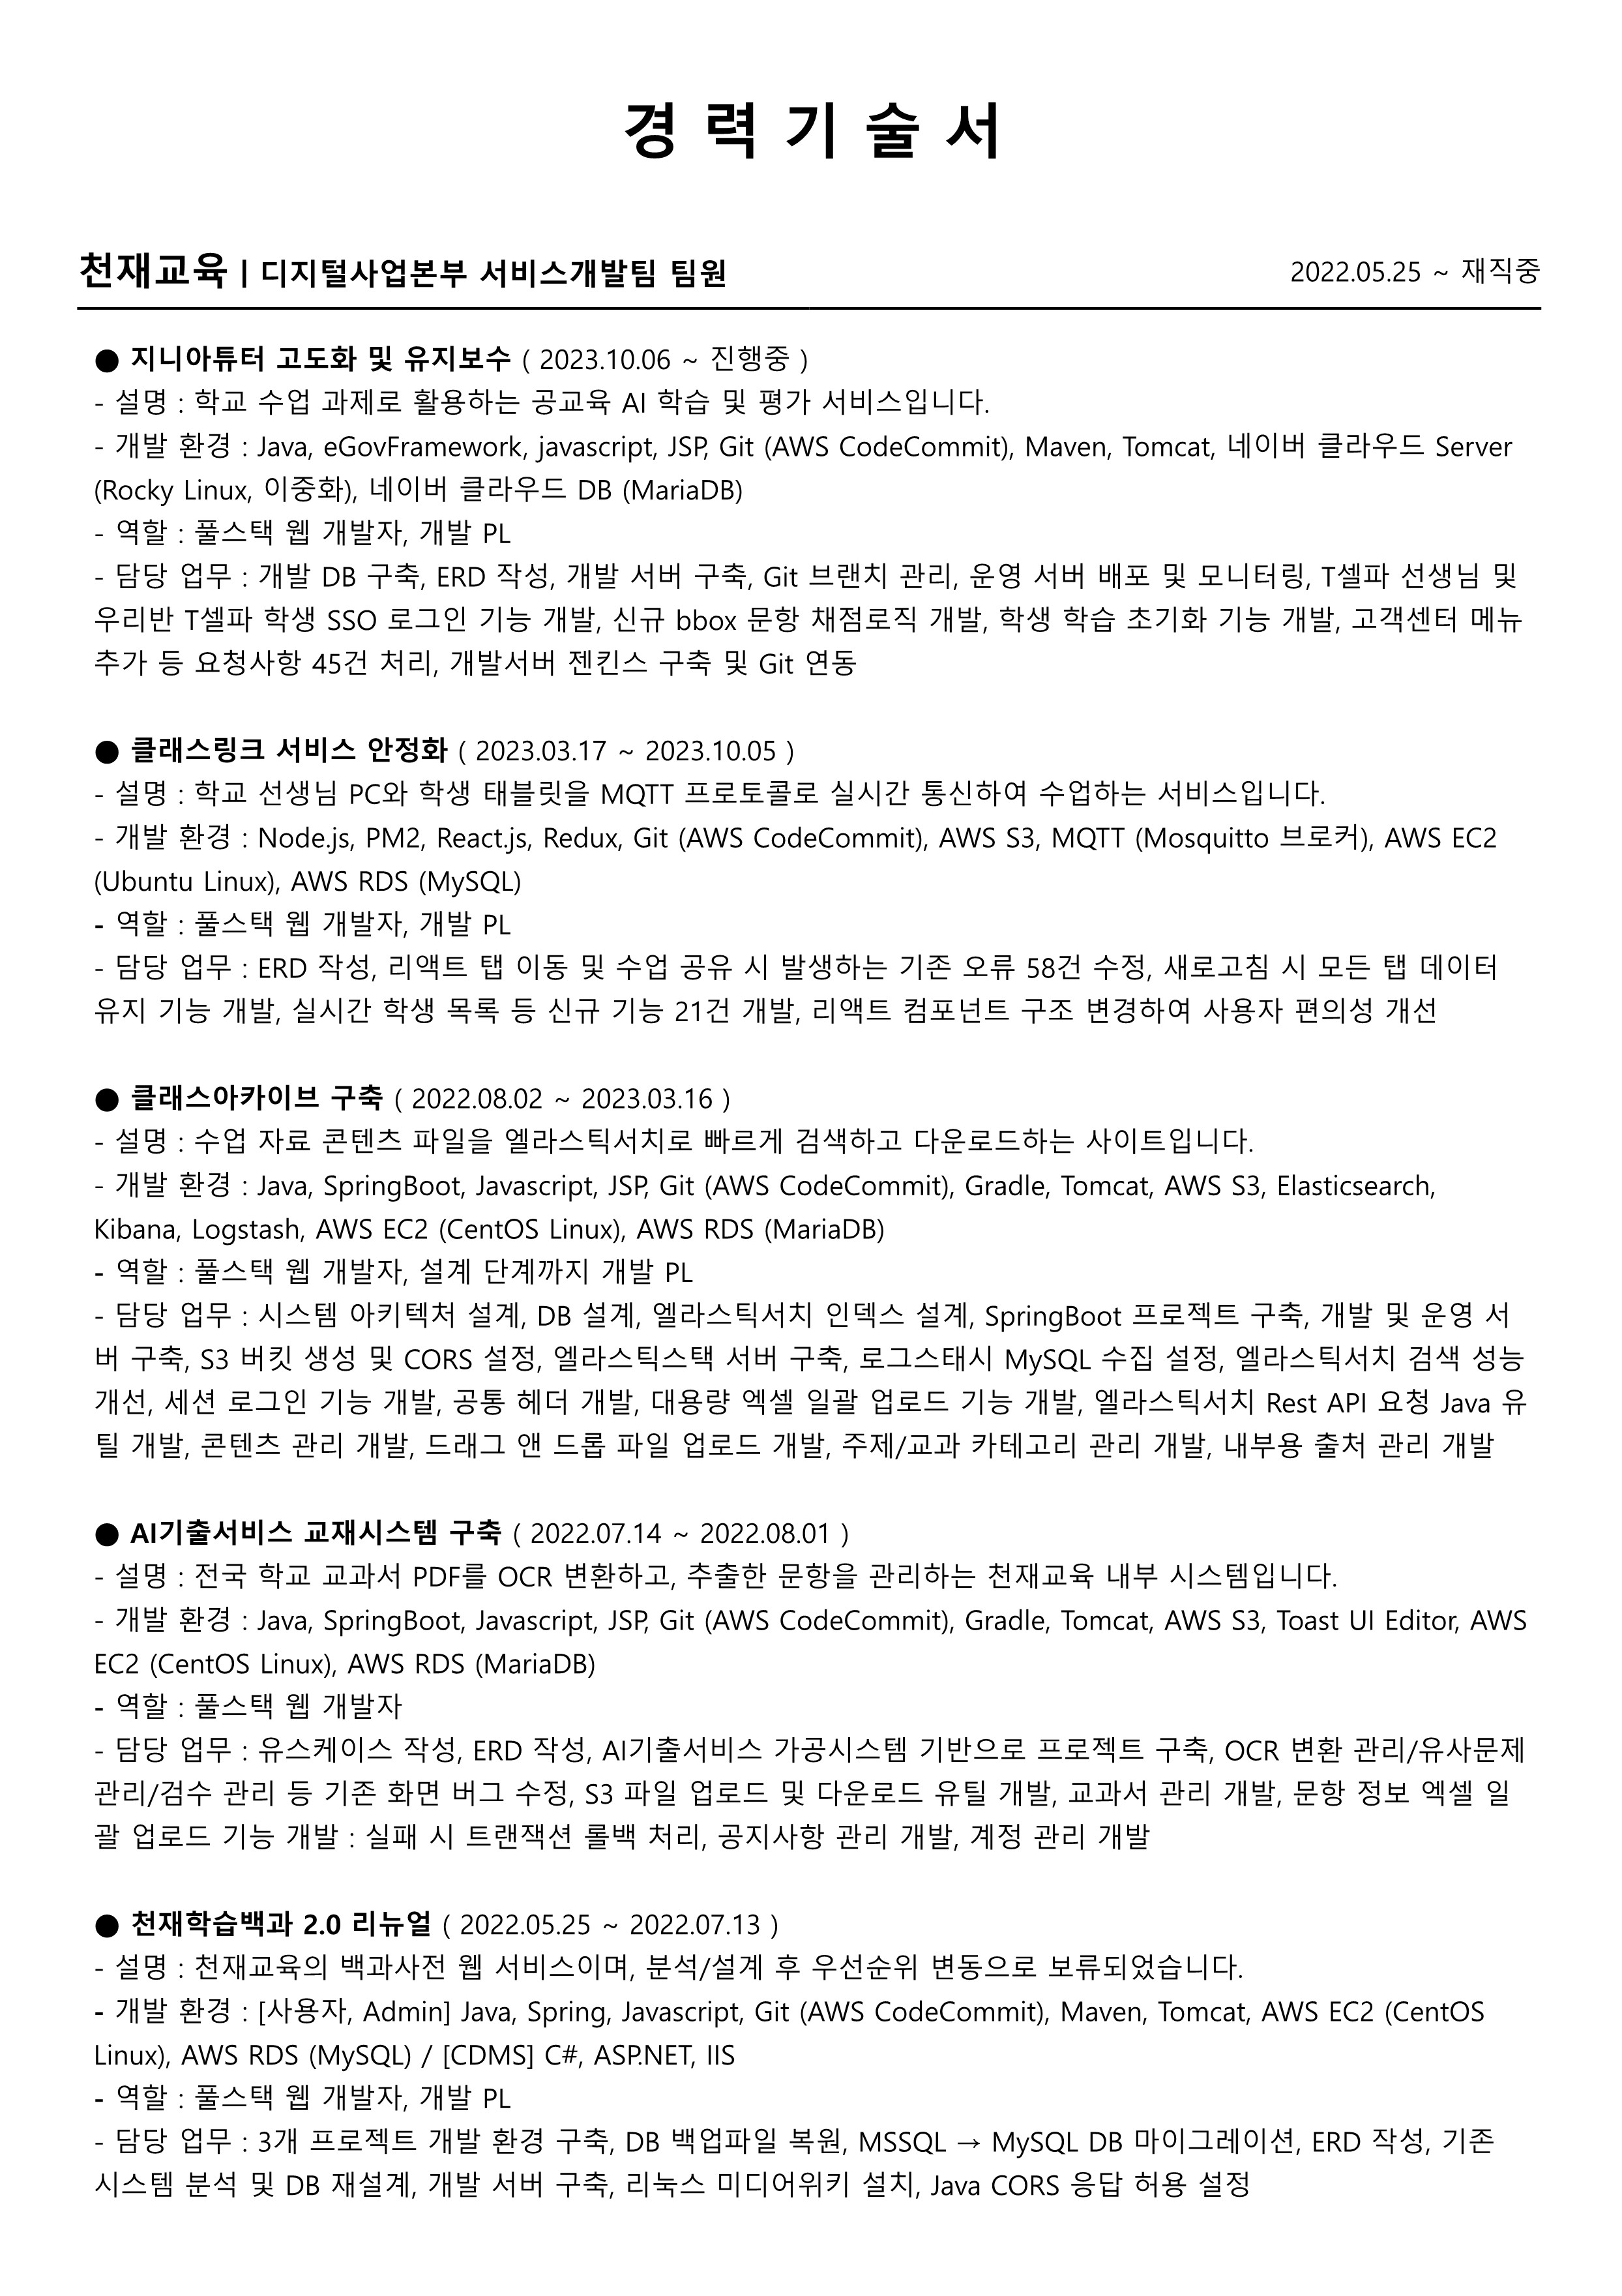 경 력 기 술 서
천재교육 | 디지털사업본부 서비스개발팀 팀원 2022.05.25 ~ 재직중
● 지니아튜터 고도화 및 유지보수 ( 2023.10.06 ~ 진행중 )
- 설명 : 학교 수업 과제로 활용하는 공교육 AI 학습 및 평가 서비스입니다.
- 개발 환경 : Java, eGovFramework, javascript, JSP, Git (AWS CodeCommit), Maven, Tomcat, 네이버 클라우드 Server
(Rocky Linux, 이중화), 네이버 클라우드 DB (MariaDB)
- 역할 : 풀스택 웹 개발자, 개발 PL
- 담당 업무 : 개발 DB 구축, ERD 작성, 개발 서버 구축, Git 브랜치 관리, 운영 서버 배포 및 모니터링, T셀파 선생님 및
우리반 T셀파 학생 SSO 로그인 기능 개발, 신규 bbox 문항 채점로직 개발, 학생 학습 초기화 기능 개발, 고객센터 메뉴
추가 등 요청사항 45건 처리, 개발서버 젠킨스 구축 및 Git 연동
● 클래스링크 서비스 안정화 ( 2023.03.17 ~ 2023.10.05 )
- 설명 : 학교 선생님 PC와 학생 태블릿을 MQTT 프로토콜로 실시간 통신하여 수업하는 서비스입니다.
- 개발 환경 : Node.js, PM2, React.js, Redux, Git (AWS CodeCommit), AWS S3, MQTT (Mosquitto 브로커), AWS EC2
(Ubuntu Linux), AWS RDS (MySQL)
- 역할 : 풀스택 웹 개발자, 개발 PL
- 담당 업무 : ERD 작성, 리액트 탭 이동 및 수업 공유 시 발생하는 기존 오류 58건 수정, 새로고침 시 모든 탭 데이터
유지 기능 개발, 실시간 학생 목록 등 신규 기능 21건 개발, 리액트 컴포넌트 구조 변경하여 사용자 편의성 개선
● 클래스아카이브 구축 ( 2022.08.02 ~ 2023.03.16 )
- 설명 : 수업 자료 콘텐츠 파일을 엘라스틱서치로 빠르게 검색하고 다운로드하는 사이트입니다.
- 개발 환경 : Java, SpringBoot, Javascript, JSP, Git (AWS CodeCommit), Gradle, Tomcat, AWS S3, Elasticsearch,
Kibana, Logstash, AWS EC2 (CentOS Linux), AWS RDS (MariaDB)
- 역할 : 풀스택 웹 개발자, 설계 단계까지 개발 PL
- 담당 업무 : 시스템 아키텍처 설계, DB 설계, 엘라스틱서치 인덱스 설계, SpringBoot 프로젝트 구축, 개발 및 운영 서
버 구축, S3 버킷 생성 및 CORS 설정, 엘라스틱스택 서버 구축, 로그스태시 MySQL 수집 설정, 엘라스틱서치 검색 성능
개선, 세션 로그인 기능 개발, 공통 헤더 개발, 대용량 엑셀 일괄 업로드 기능 개발, 엘라스틱서치 Rest API 요청 Java 유
틸 개발, 콘텐츠 관리 개발, 드래그 앤 드롭 파일 업로드 개발, 주제/교과 카테고리 관리 개발, 내부용 출처 관리 개발
● AI기출서비스 교재시스템 구축 ( 2022.07.14 ~ 2022.08.01 )
- 설명 : 전국 학교 교과서 PDF를 OCR 변환하고, 추출한 문항을 관리하는 천재교육 내부 시스템입니다.
- 개발 환경 : Java, SpringBoot, Javascript, JSP, Git (AWS CodeCommit), Gradle, Tomcat, AWS S3, Toast UI Editor, AWS
EC2 (CentOS Linux), AWS RDS (MariaDB)
- 역할 : 풀스택 웹 개발자
- 담당 업무 : 유스케이스 작성, ERD 작성, AI기출서비스 가공시스템 기반으로 프로젝트 구축, OCR 변환 관리/유사문제
관리/검수 관리 등 기존 화면 버그 수정, S3 파일 업로드 및 다운로드 유틸 개발, 교과서 관리 개발, 문항 정보 엑셀 일
괄 업로드 기능 개발 : 실패 시 트랜잭션 롤백 처리, 공지사항 관리 개발, 계정 관리 개발
● 천재학습백과 2.0 리뉴얼 ( 2022.05.25 ~ 2022.07.13 )
- 설명 : 천재교육의 백과사전 웹 서비스이며, 분석/설계 후 우선순위 변동으로 보류되었습니다.
- 개발 환경 : [사용자, Admin] Java, Spring, Javascript, Git (AWS CodeCommit), Maven, Tomcat, AWS EC2 (CentOS
Linux), AWS RDS (MySQL) / [CDMS] C#, ASP.NET, IIS
- 역할 : 풀스택 웹 개발자, 개발 PL
- 담당 업무 : 3개 프로젝트 개발 환경 구축, DB 백업파일 복원, MSSQL → MySQL DB 마이그레이션, ERD 작성, 기존
시스템 분석 및 DB 재설계, 개발 서버 구축, 리눅스 미디어위키 설치, Java CORS 응답 허용 설정